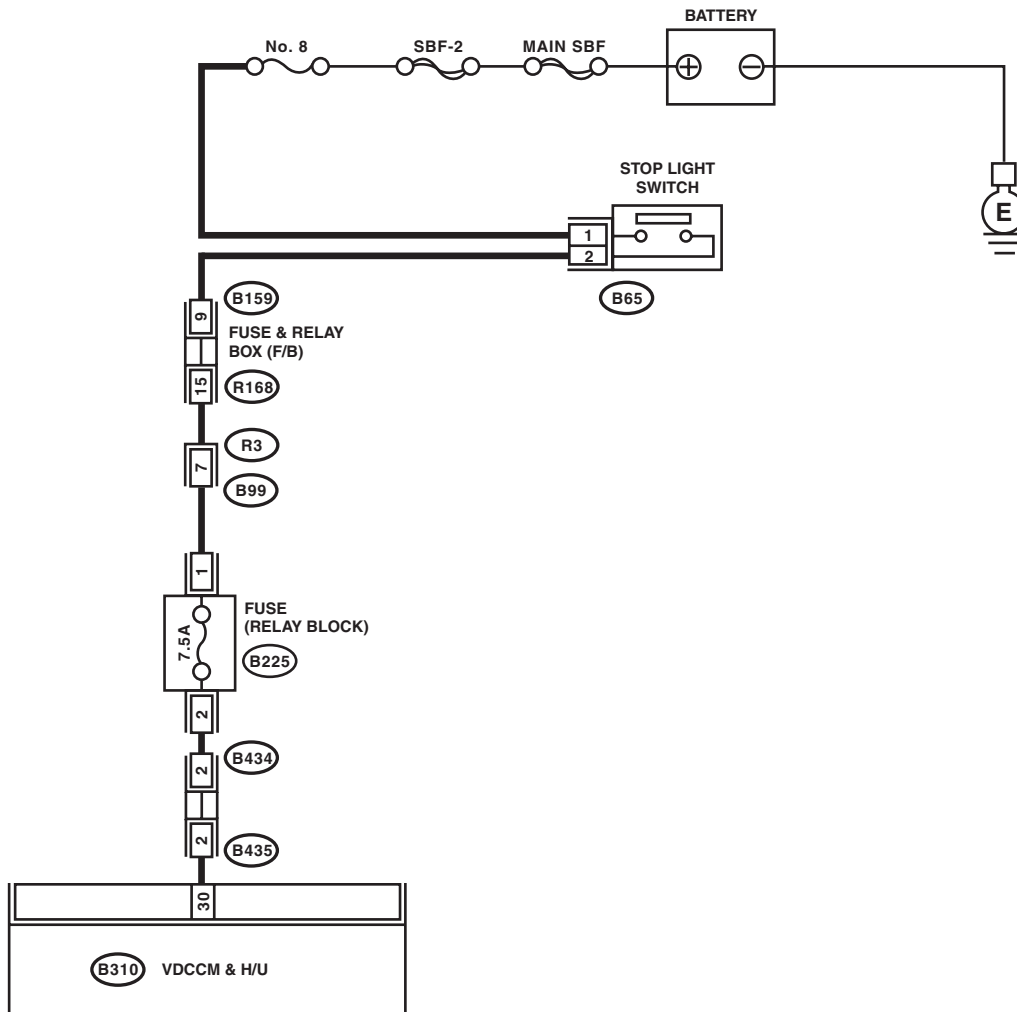 BATTERY
No. 8
SBF-2
MAIN SBF
STOP LIGHT
SWITCH
E
1
2
B65
B159
9
FUSE & RELAY
BOX (F/B)
15
R168
R3
7
B99
1
FUSE
(RELAY BLOCK)
7.5A
B225
2
B434
2
2
B435
30
B310 VDCCM & H/U